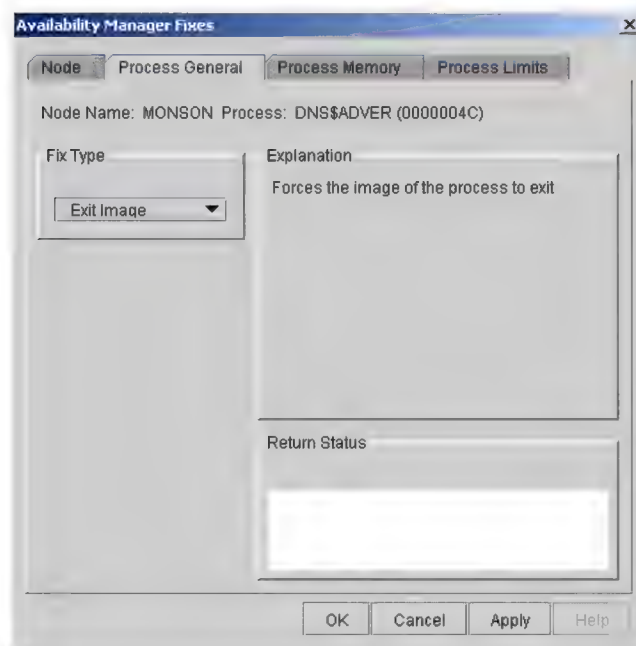 Availability Manager Fixes
Node
Process General
Process Memory
Process Limits
Node Name: MONSON Process: DNS$ADVER (0000004C)
Fix Type
Exit Image
Explanation
Forces the image of the process to exit
Return Status
OK
Cancel
Apply
Help